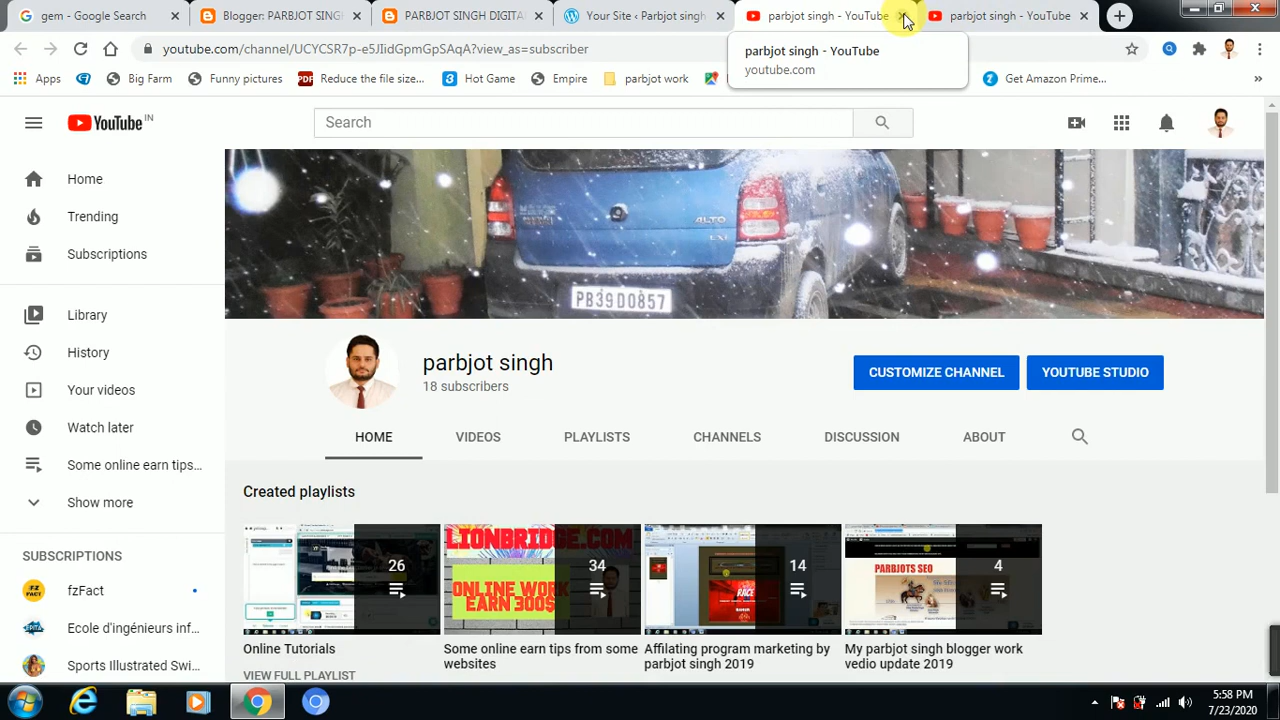 gem - Google Search
Blogger: PARBJOT SING
PARBJOT SINGH DIGITA
Your Site ‹ Parbjot singh
parbjot singh - YouTube
parbjot singh - YouTube
youtube.com/channel/UCYCSR7p-e5JIidGpmGpSAqA?view_as=subscriber
parbjot singh - YouTube
youtube.com
Apps
Big Farm
Funny pictures
PDF
Reduce the file size...
3
Hot Game
Empire
parbjot work
Get Amazon Prime...
YouTube IN
Search
Home
Trending
Subscriptions
Library
History
Your videos
Watch later
Some online earn tips...
Show more
SUBSCRIPTIONS
fzFact
Ecole d'ingénieurs inf...
Sports Illustrated Swi...
ALTO
LXI
PB39D0857
parbjot singh
18 subscribers
CUSTOMIZE CHANNEL
YOUTUBE STUDIO
HOME
VIDEOS
PLAYLISTS
CHANNELS
DISCUSSION
ABOUT
Created playlists
26
LIONBRIDGE.COM
ONLINE WORK
EARN 300$
34
RACE
14
PARBJOTS SEO
4
Online Tutorials
VIEW FULL PLAYLIST
Some online earn tips from some
websites
Affilating program marketing by
parbjot singh 2019
My parbjot singh blogger work
vedio update 2019
5:58 PM
7/23/2020